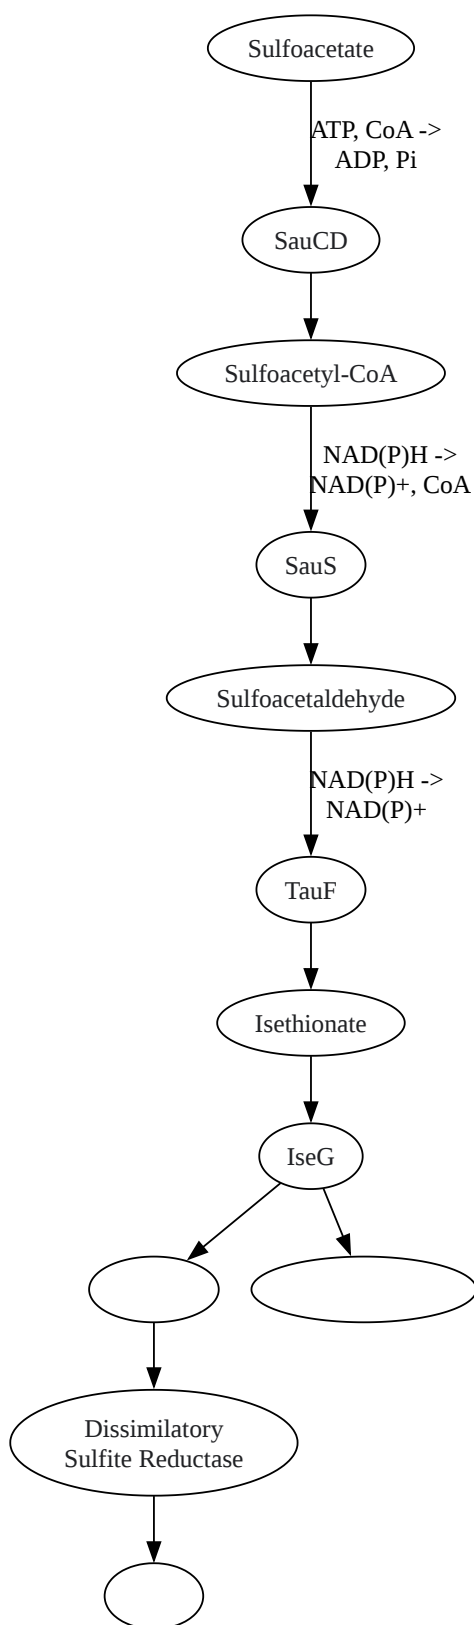 Sulfoacetate
ATP, CoA ->
ADP, Pi
SauCD
Sulfoacetyl-CoA
NAD(P)H ->
NAD(P)+, CoA
SauS
Sulfoacetaldehyde
NAD(P)H ->
NAD(P)+
TauF
Isethionate
IseG
Dissimilatory
Sulfite Reductase